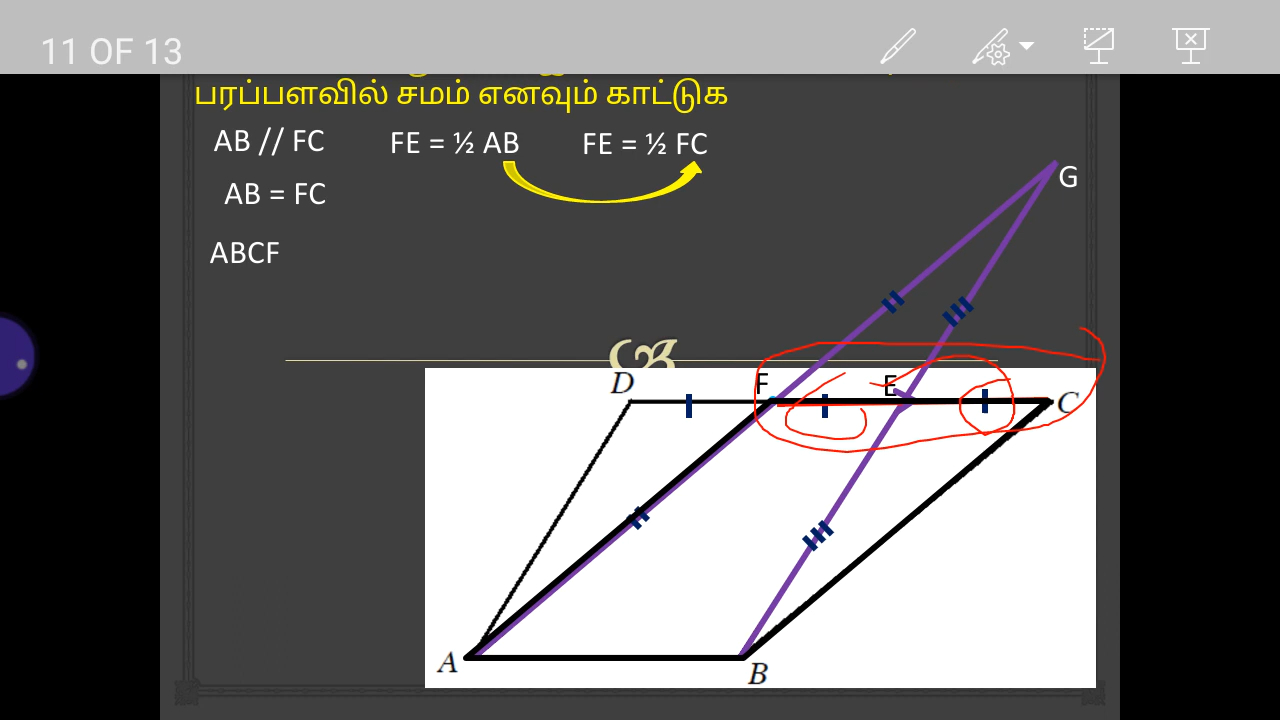 11 OF 13
பரப்பளவில் சமம் எனவும் காட்டுக
AB // FC FE = ½ AB FE = ½ FC
AB = FC
ABCF
G
D F E C
A B